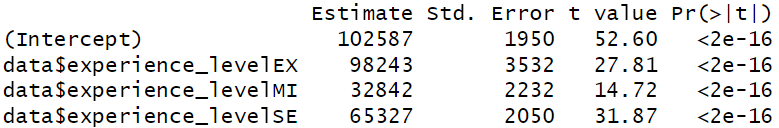 Estimate Std. Error t value Pr(>|t|)
(Intercept) 102587 1950 52.60 <2e-16
data$experience_levelEX 98243 3532 27.81 <2e-16
data$experience_levelMI 32842 2232 14.72 <2e-16
data$experience_levelSE 65327 2050 31.87 <2e-16